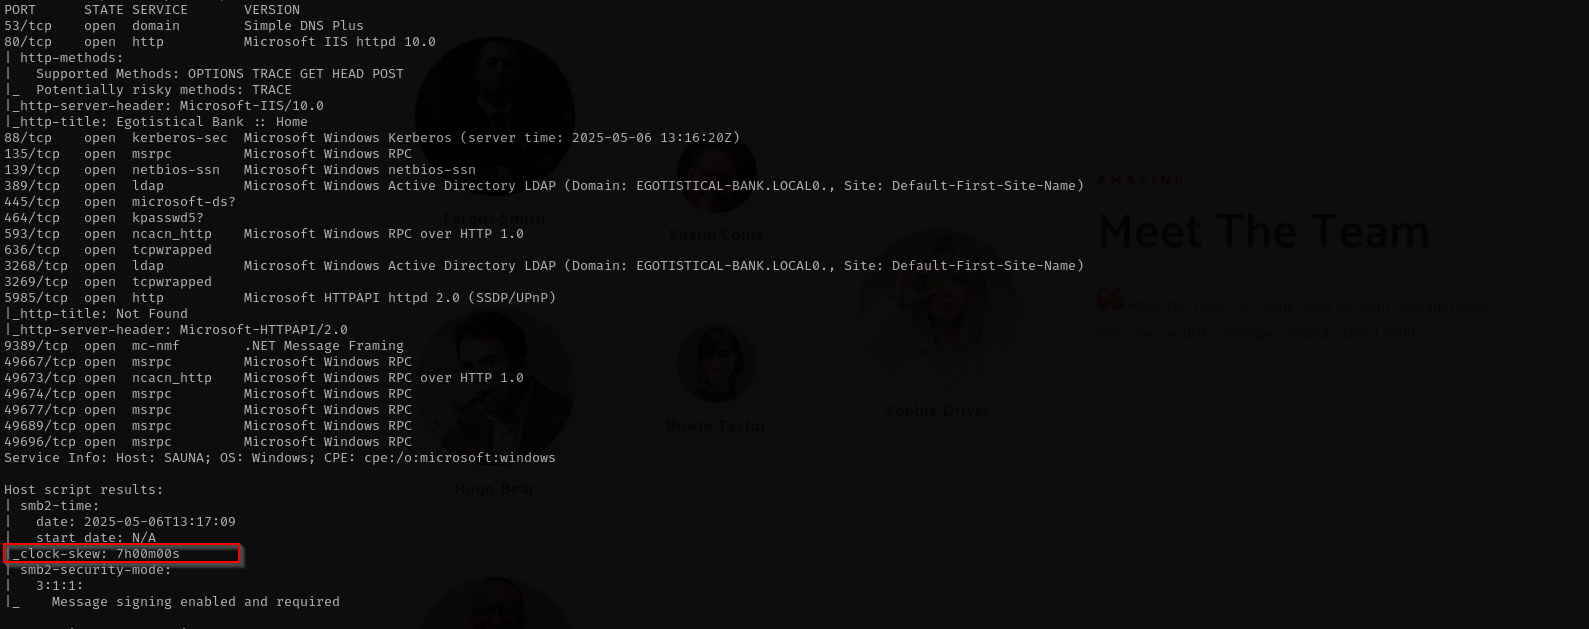 PORT      STATE SERVICE       VERSION
53/tcp    open  domain        Simple DNS Plus
80/tcp    open  http          Microsoft IIS httpd 10.0
| http-methods:
|   Supported Methods: OPTIONS TRACE GET HEAD POST
|_  Potentially risky methods: TRACE
|_http-server-header: Microsoft-IIS/10.0
|_http-title: Egotistical Bank :: Home
88/tcp    open  kerberos-sec  Microsoft Windows Kerberos (server time: 2025-05-06 13:16:20Z)
135/tcp   open  msrpc         Microsoft Windows RPC
139/tcp   open  netbios-ssn   Microsoft Windows netbios-ssn
389/tcp   open  ldap          Microsoft Windows Active Directory LDAP (Domain: EGOTISTICAL-BANK.LOCAL0., Site: Default-First-Site-Name)
445/tcp   open  microsoft-ds?
464/tcp   open  kpasswd5?
593/tcp   open  ncacn_http    Microsoft Windows RPC over HTTP 1.0
636/tcp   open  tcpwrapped
3268/tcp  open  ldap          Microsoft Windows Active Directory LDAP (Domain: EGOTISTICAL-BANK.LOCAL0., Site: Default-First-Site-Name)
3269/tcp  open  tcpwrapped
5985/tcp  open  http          Microsoft HTTPAPI httpd 2.0 (SSDP/UPnP)
|_http-title: Not Found
|_http-server-header: Microsoft-HTTPAPI/2.0
9389/tcp  open  mc-nmf        .NET Message Framing
49667/tcp open  msrpc         Microsoft Windows RPC
49673/tcp open  ncacn_http    Microsoft Windows RPC over HTTP 1.0
49674/tcp open  msrpc         Microsoft Windows RPC
49677/tcp open  msrpc         Microsoft Windows RPC
49689/tcp open  msrpc         Microsoft Windows RPC
49696/tcp open  msrpc         Microsoft Windows RPC
Service Info: Host: SAUNA; OS: Windows; CPE: cpe:/o:microsoft:windows
Host script results:
| smb2-time:
|   date: 2025-05-06T13:17:09
|   start date: N/A
|_clock-skew: 7h00m00s
| smb2-security-mode:
|   3:1:1:
|_    Message signing enabled and required
Fergus Smith
Shaun Coins
Hugo Bear
Bowie Taylor
Sophie Driver
AMAZING
Meet The Team
Meet the team. So many bank account managers but
only one security manager. Sounds about right!